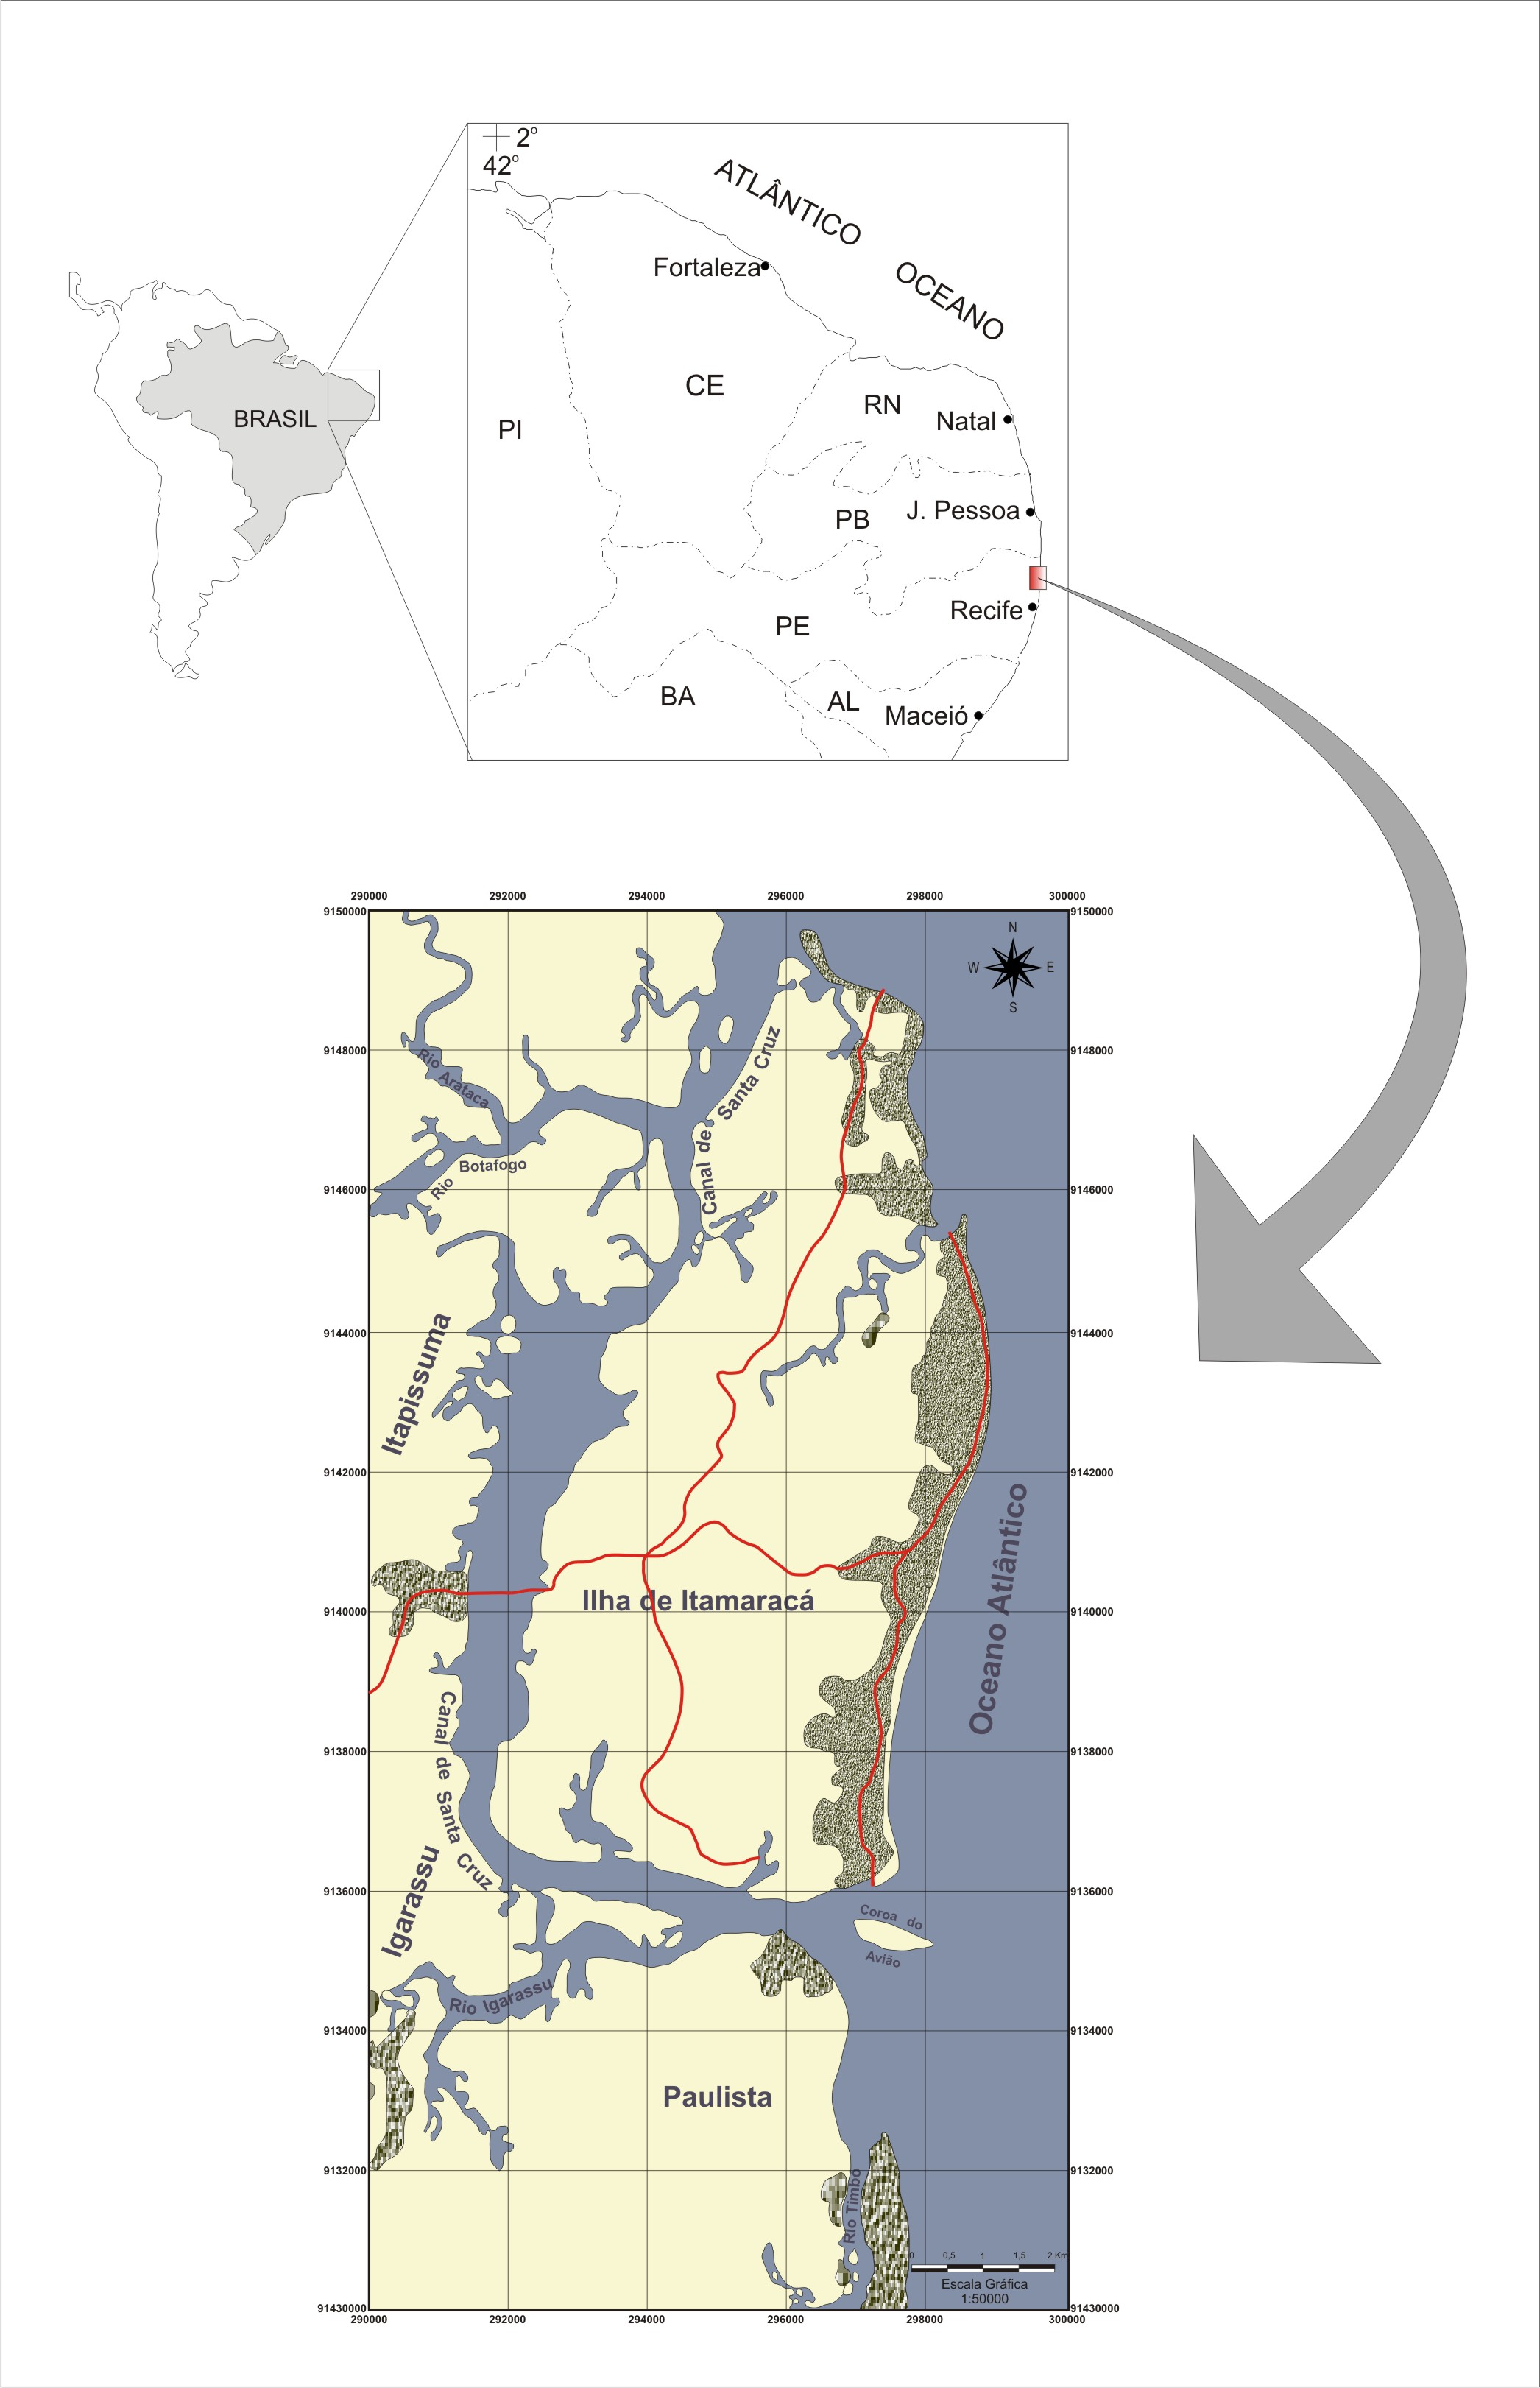 2º
42º
ATLÂNTICO
OCEANO
Fortaleza
CE
RN
Natal
PI
BRASIL
J. Pessoa
PB
Recife
PE
BA
AL
Maceió
290000
292000
294000
296000
298000
300000
9150000
9150000
N
W
E
S
9148000
9148000
Rio Arataca
Canal de Santa Cruz
Rio Botafogo
9146000
9146000
Itapissuma
9144000
9144000
9142000
9142000
Oceano Atlântico
Ilha de Itamaracá
9140000
9140000
Canal de Santa Cruz
9138000
9138000
Igarassu
9136000
9136000
Coroa do
Avião
Rio Igarassu
9134000
9134000
Paulista
9132000
9132000
Rio Timbo
0 0,5 1 1,5 2 Km
Escala Gráfica
1:50000
91430000
91430000
290000
292000
294000
296000
298000
300000